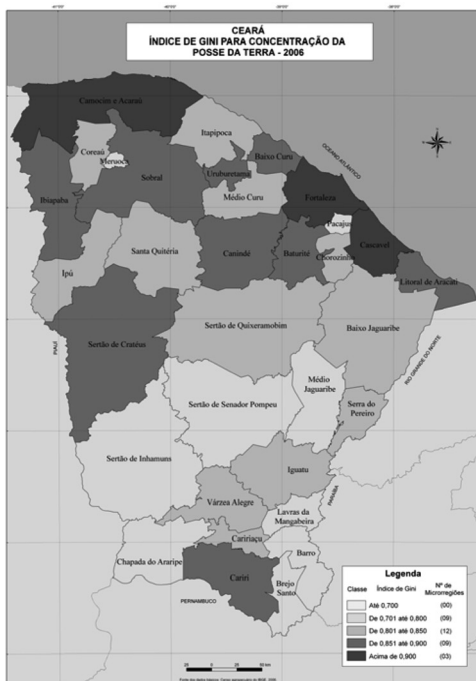 CEARÁ
ÍNDICE DE GINI PARA CONCENTRAÇÃO DA
POSSE DA TERRA - 2006
Camocim e Acaraú
Itapipoca
Coreaú
Meruoca
Baixo Curu
OCEANO ATLÂNTICO
Sobral
Uruburetama
Ibiapaba
Médio Curu
Fortaleza
Pacajus
Santa Quitéria
Canindé
Baturité
Chorozinho
Cascavel
Ipú
Litoral de Aracati
Sertão de Quixeramobim
Baixo Jaguaribe
PIAUÍ
Sertão de Cratéus
RIO GRANDE DO NORTE
Médio
Jaguaribe
Sertão de Senador Pompeu
Serra do
Pereiro
Sertão de Inhamuns
Iguatu
PARAÍBA
Várzea Alegre
Lavras da
Mangabeira
Caririaçu
Barro
Chapada do Araripe
Cariri
Brejo
Santo
PERNAMBUCO
Legenda
Classe Índice de Gini Nº de Microrregiões
Até 0,700 (00)
De 0,701 até 0,800 (09)
De 0,801 até 0,850 (12)
De 0,851 até 0,900 (09)
Acima de 0,900 (03)
25 0 25 50 km